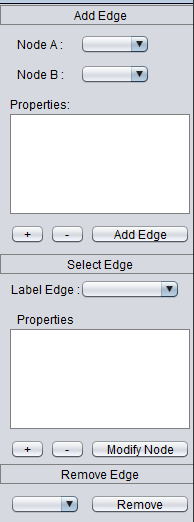 Add Edge
Node A :
Node B :
Properties:
+ - Add Edge
Select Edge
Label Edge :
Properties
+ - Modify Node
Remove Edge
Remove